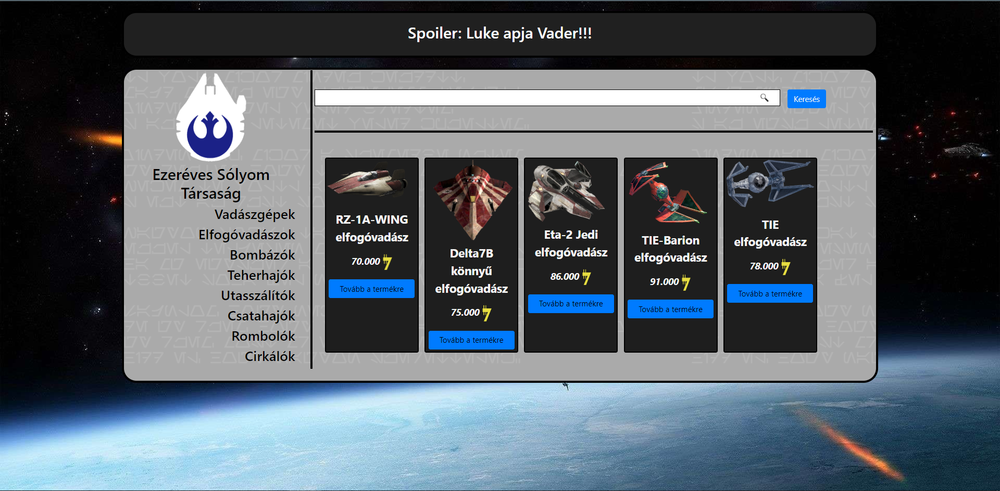 Spoiler: Luke apja Vader!!!
Keresés
Ezeréves Sólyom
Társaság
Vadászgépek
Elfogóvadászok
Bombázók
Teherhajók
Utasszálítók
Csatahajók
Rombolók
Cirkálók
RZ-1A-WING
elfogóvadász
70.000
Tovább a termékre
Delta7B
könnyű
elfogóvadász
75.000
Tovább a termékre
Eta-2 Jedi
elfogóvadász
86.000
Tovább a termékre
TIE-Barion
elfogóvadász
91.000
Tovább a termékre
TIE
elfogóvadász
78.000
Tovább a termékre